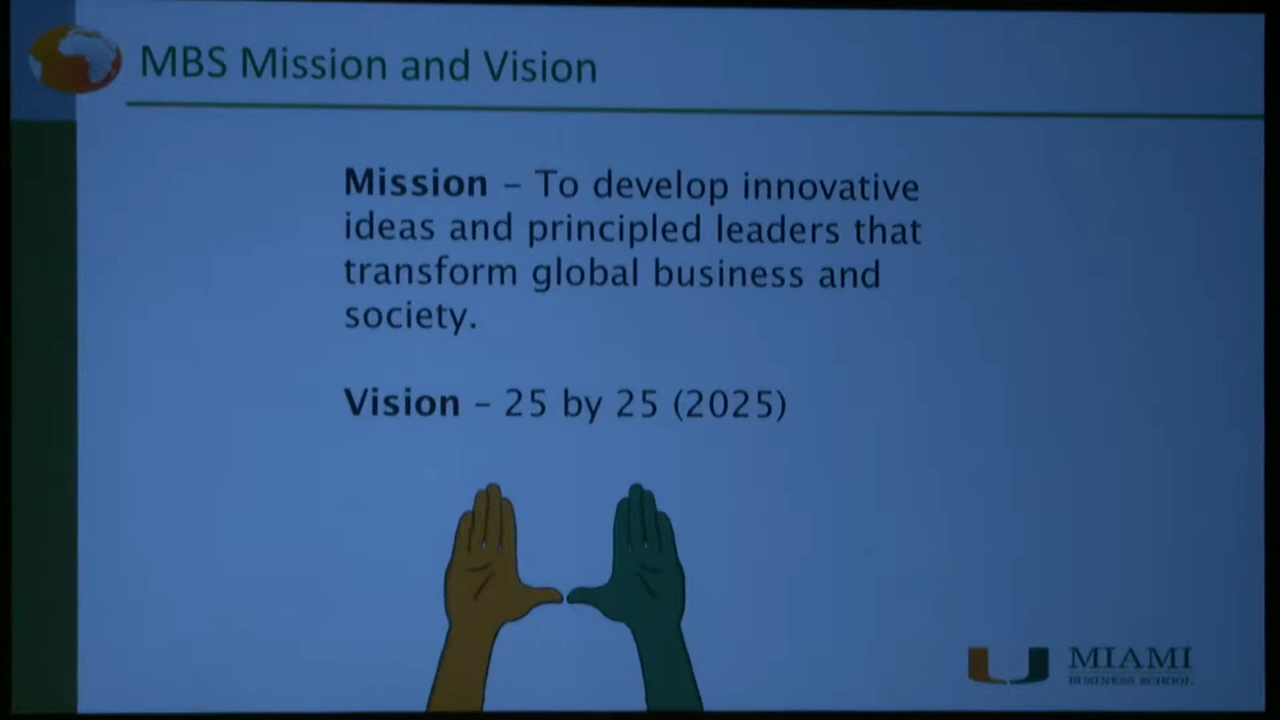 MBS Mission and Vision
Mission – To develop innovative
ideas and principled leaders that
transform global business and
society.
Vision – 25 by 25 (2025)
MIAMI
BUSINESS SCHOOL